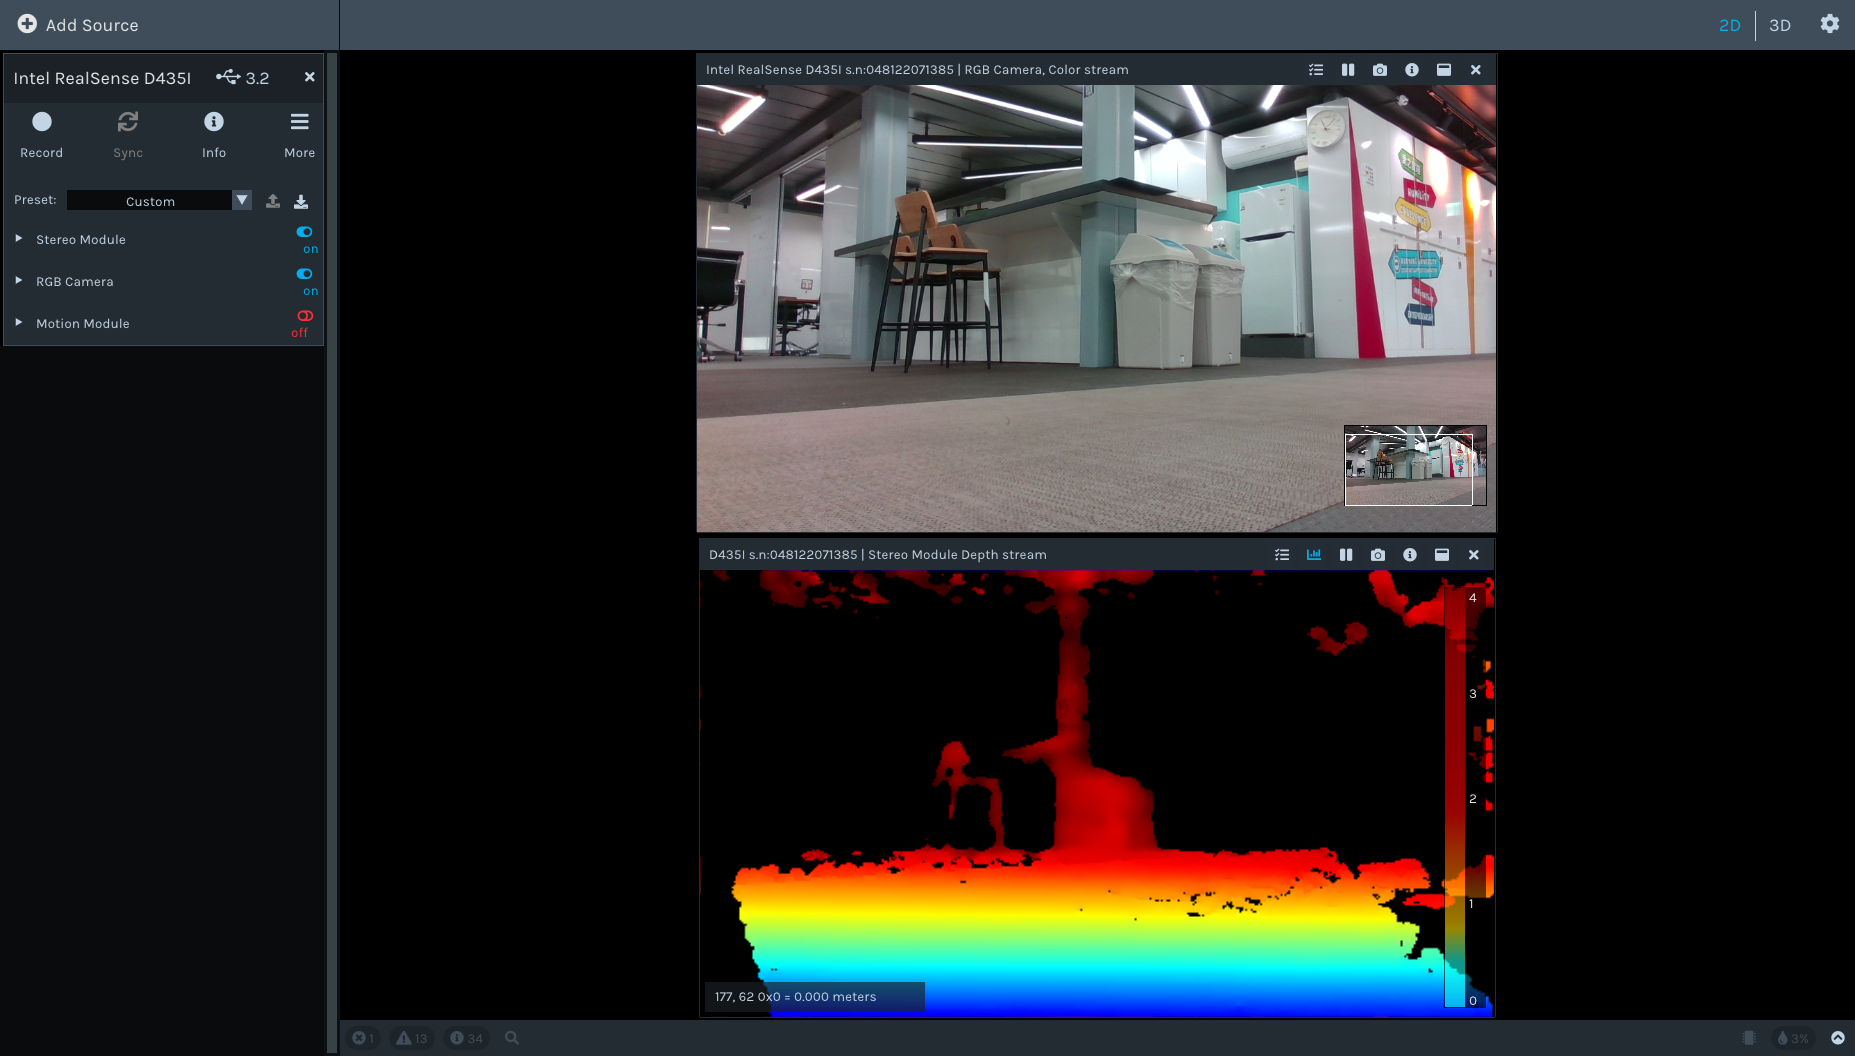 Add Source
2D
3D
Intel RealSense D435I
3.2
Record
Sync
Info
More
Preset:
Custom
Stereo Module
on
RGB Camera
on
Motion Module
off
Intel RealSense D435I s.n:048122071385 | RGB Camera, Color stream
HUMILITY
D435I s.n:048122071385 | Stereo Module Depth stream
4
3
2
1
0
177, 62 0x0 = 0.000 meters
1
13
34
3%